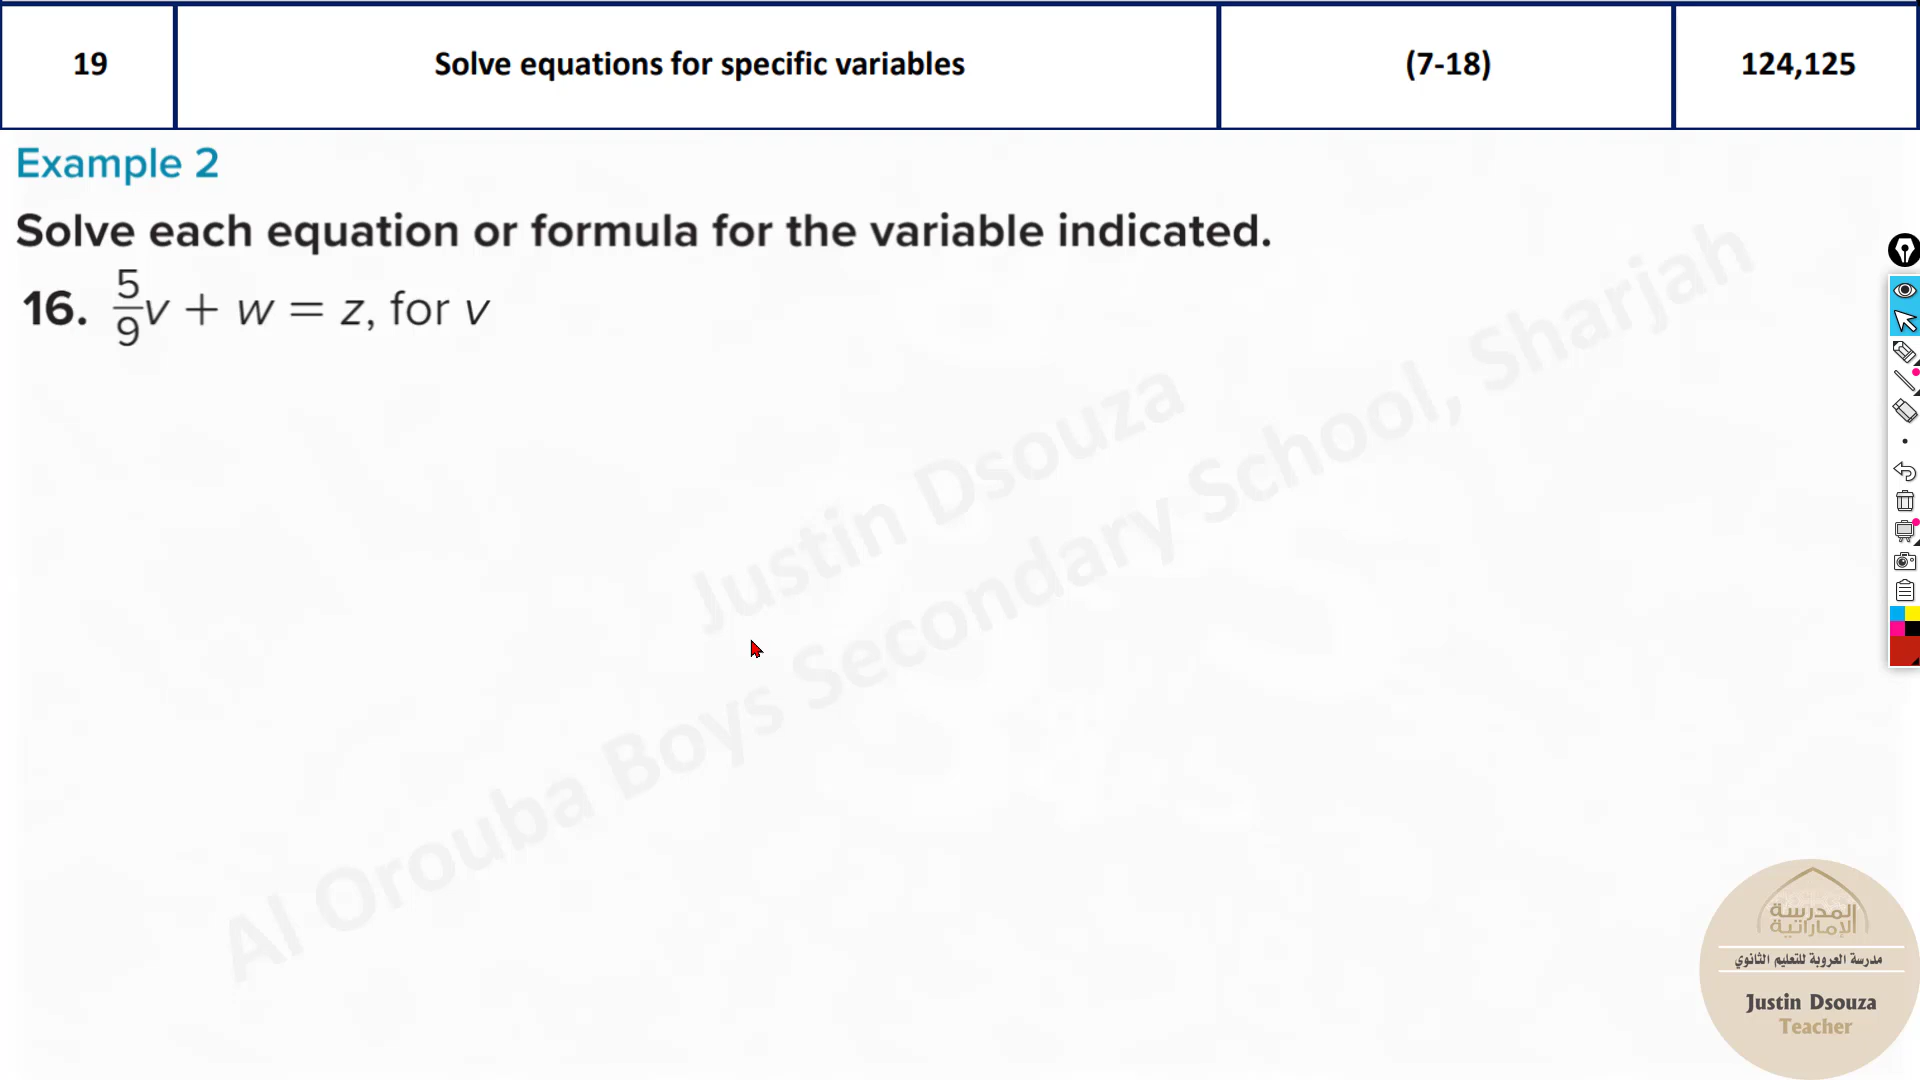 19 Solve equations for specific variables (7-18) 124,125
Example 2
Solve each equation or formula for the variable indicated.
16. 5/9 v + w = z, for v
Justin Dsouza
Al Orouba Boys Secondary School, Sharjah
المدرسة
الإماراتية
مدرسة العروبة للتعليم الثانوي
Justin Dsouza
Teacher